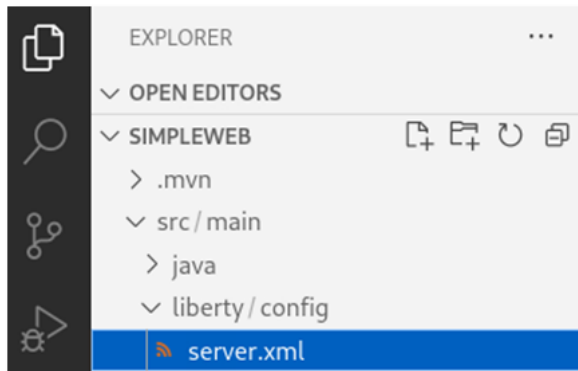 EXPLORER
OPEN EDITORS
SIMPLEWEB
.mvn
src/main
java
liberty/config
server.xml